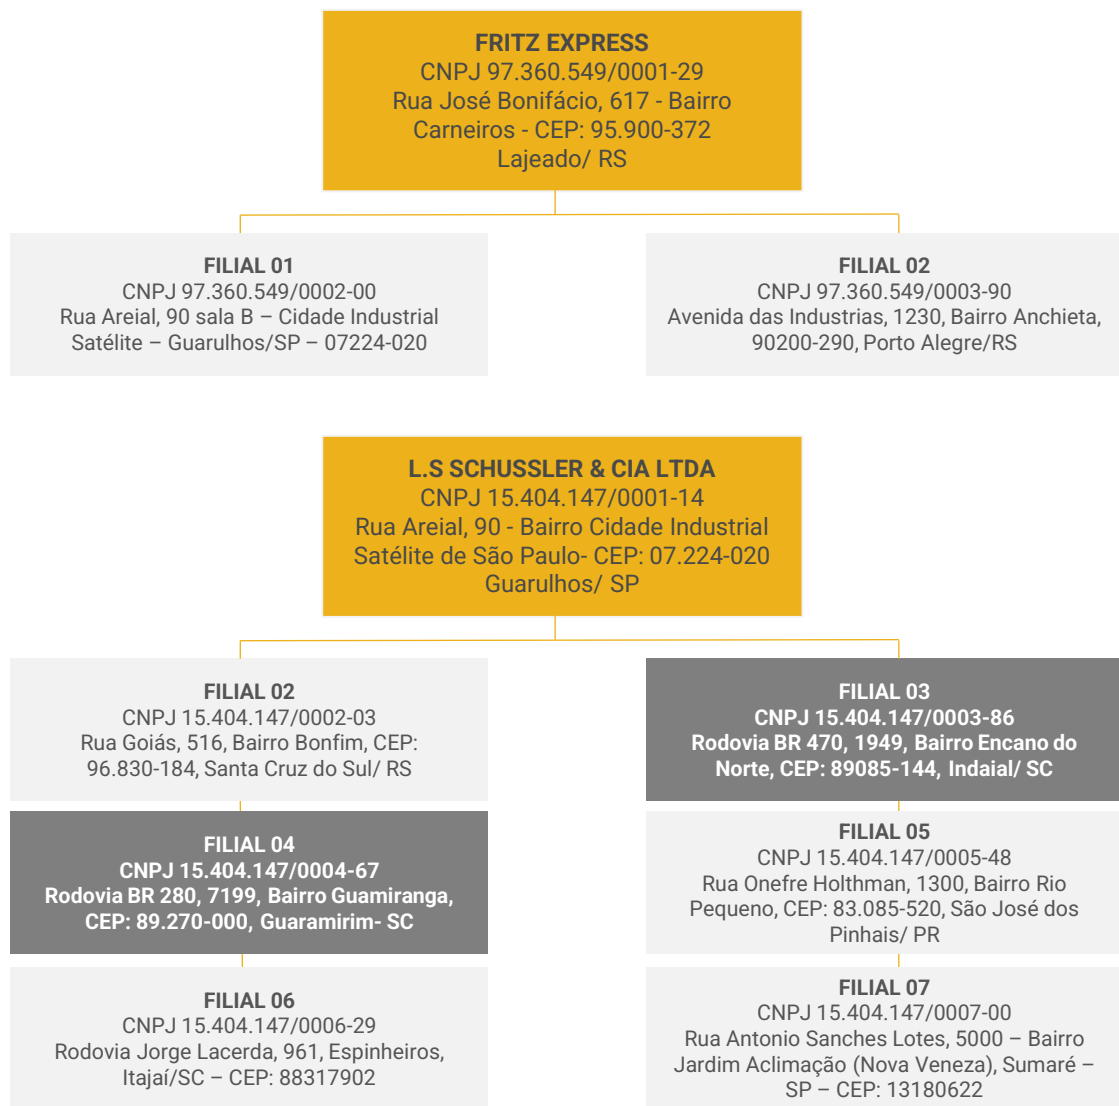 FRITZ EXPRESS
CNPJ 97.360.549/0001-29
Rua José Bonifácio, 617 - Bairro
Carneiros - CEP: 95.900-372
Lajeado/ RS
FILIAL 01
CNPJ 97.360.549/0002-00
Rua Areial, 90 sala B – Cidade Industrial
Satélite – Guarulhos/SP – 07224-020
FILIAL 02
CNPJ 97.360.549/0003-90
Avenida das Industrias, 1230, Bairro Anchieta,
90200-290, Porto Alegre/RS
L.S SCHUSSLER & CIA LTDA
CNPJ 15.404.147/0001-14
Rua Areial, 90 - Bairro Cidade Industrial
Satélite de São Paulo- CEP: 07.224-020
Guarulhos/ SP
FILIAL 02
CNPJ 15.404.147/0002-03
Rua Goiás, 516, Bairro Bonfim, CEP:
96.830-184, Santa Cruz do Sul/ RS
FILIAL 03
CNPJ 15.404.147/0003-86
Rodovia BR 470, 1949, Bairro Encano do
Norte, CEP: 89085-144, Indaial/ SC
FILIAL 04
CNPJ 15.404.147/0004-67
Rodovia BR 280, 7199, Bairro Guamiranga,
CEP: 89.270-000, Guaramirim- SC
FILIAL 05
CNPJ 15.404.147/0005-48
Rua Onefre Holthman, 1300, Bairro Rio
Pequeno, CEP: 83.085-520, São José dos
Pinhais/ PR
FILIAL 06
CNPJ 15.404.147/0006-29
Rodovia Jorge Lacerda, 961, Espinheiros,
Itajaí/SC – CEP: 88317902
FILIAL 07
CNPJ 15.404.147/0007-00
Rua Antonio Sanches Lotes, 5000 – Bairro
Jardim Aclimação (Nova Veneza), Sumaré –
SP – CEP: 13180622